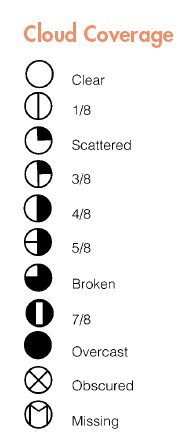 Cloud Coverage
Clear
1/8
Scattered
3/8
4/8
5/8
Broken
7/8
Overcast
Obscured
Missing